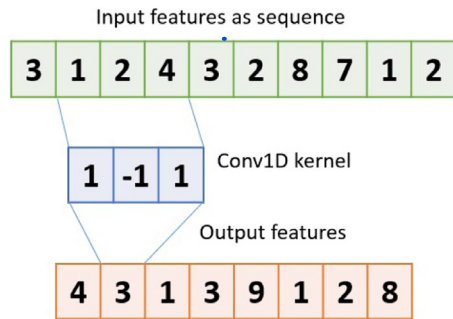 Input features as sequence
3 1 2 4 3 2 8 7 1 2
1 -1 1
Conv1D kernel
Output features
4 3 1 3 9 1 2 8